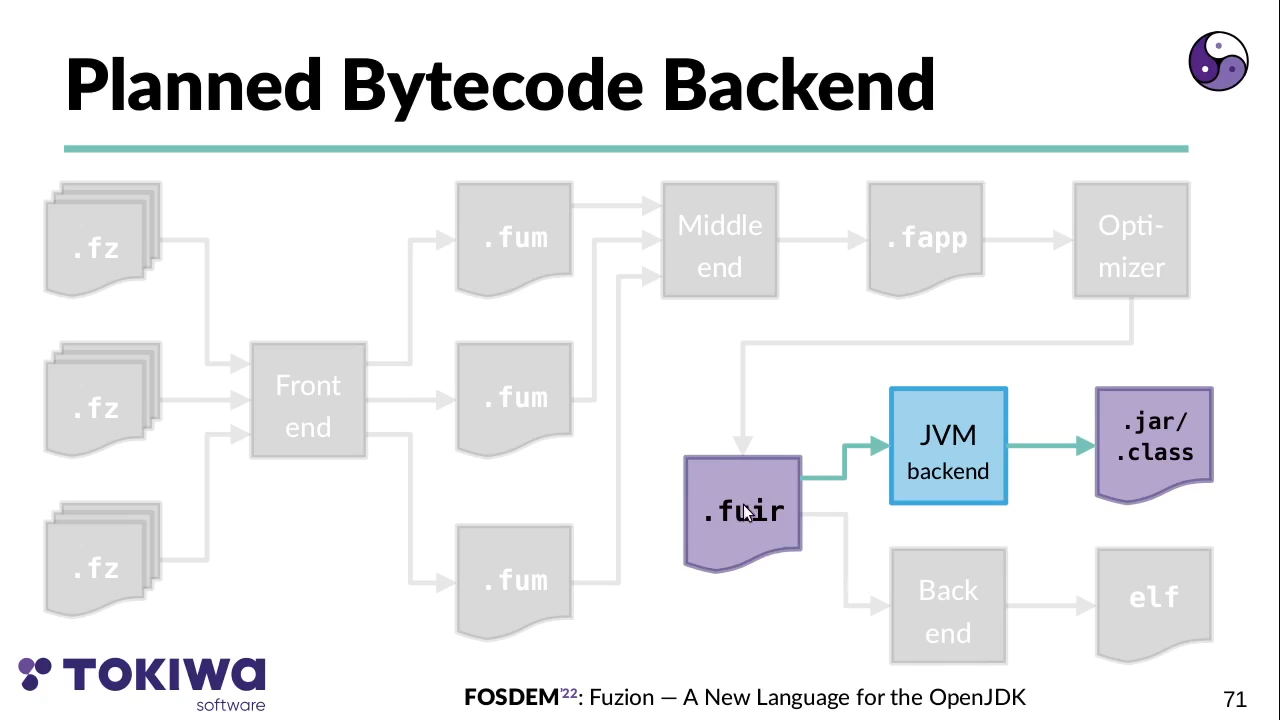 Planned Bytecode Backend
.fz
.fum
Middle
end
.fapp
Opti-
mizer
.fz
Front
end
.fum
JVM
backend
.jar/
.class
.fuir
.fz
.fum
Back
end
elf
TOKIWA
software
FOSDEM'22: Fuzion — A New Language for the OpenJDK
71